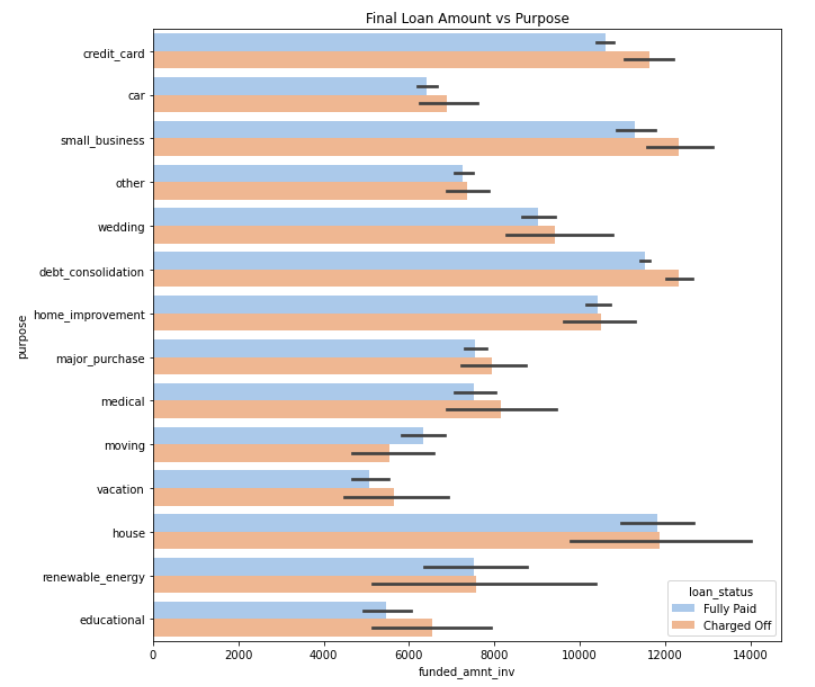 Final Loan Amount vs Purpose
credit_card
car
small_business
other
wedding
debt_consolidation
home_improvement
purpose
major_purchase
medical
moving
vacation
house
renewable_energy
educational
loan_status
Fully Paid
Charged Off
0 2000 4000 6000 8000 10000 12000 14000
funded_amnt_inv